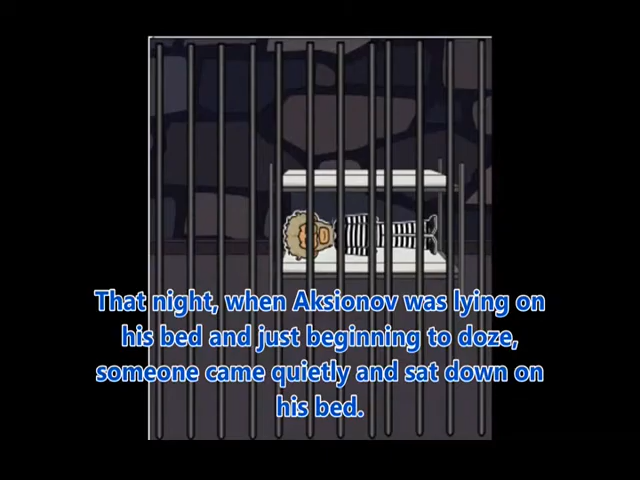 That night, when Aksionov was lying on
his bed and just beginning to doze,
someone came quietly and sat down on
his bed.